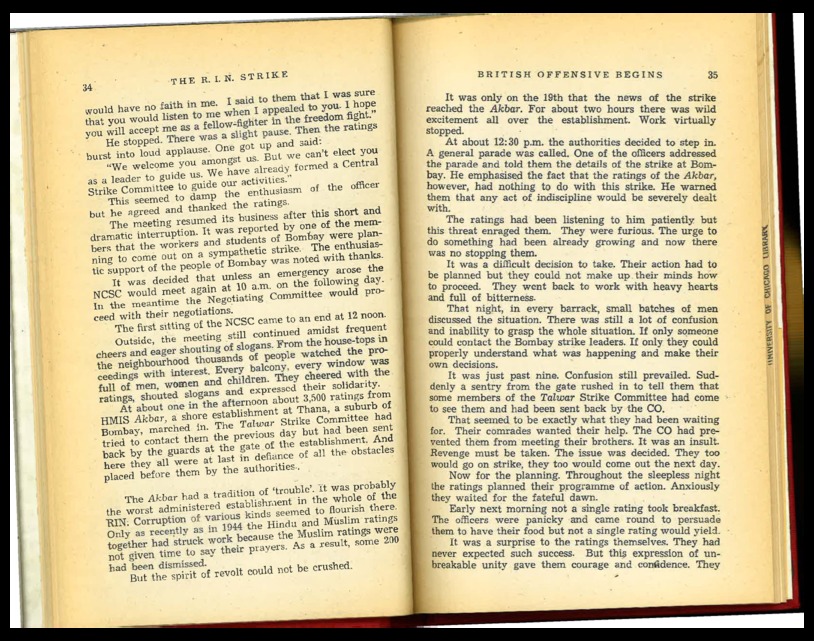 34
THE R. I. N. STRIKE
would have no faith in me. I said to them that I was sure
that you would listen to me when I appealed to you. I hope
you will accept me as a fellow-fighter in the freedom fight."
He stopped. There was a slight pause. Then the ratings
burst into loud applause. One got up and said:
"We welcome you amongst us. But we can't elect you
as a leader to guide us. We have already formed a Central
Strike Committee to guide our activities."
This seemed to damp the enthusiasm of the officer
but he agreed and thanked the ratings.
The meeting resumed its business after this short and
dramatic interruption. It was reported by one of the mem-
bers that the workers and students of Bombay were plan-
ning to come out on a sympathetic strike. The enthusias-
tic support of the people of Bombay was noted with thanks.
It was decided that unless an emergency arose the
NCSC would meet again at 10 a.m. on the following day.
In the meantime the Negotiating Committee would pro-
ceed with their negotiations.
The first sitting of the NCSC came to an end at 12 noon.
Outside, the meeting still continued amidst frequent
cheers and eager shouting of slogans. From the house-tops in
the neighbourhood thousands of people watched the pro-
ceedings with interest. Every balcony, every window was
full of men, women and children. They cheered with the
ratings, shouted slogans and expressed their solidarity.
At about one in the afternoon about 3,500 ratings from
HMIS Akbar, a shore establishment at Thana, a suburb of
Bombay, marched in. The Talwar Strike Committee had
tried to contact them the previous day but had been sent
back by the guards at the gate of the establishment. And
here they all were at last in defiance of all the obstacles
placed before them by the authorities.
The Akbar had a tradition of 'trouble'. It was probably
the worst administered establishment in the whole of the
RIN. Corruption of various kinds seemed to flourish there.
Only as recently as in 1944 the Hindu and Muslim ratings
together had struck work because the Muslim ratings were
not given time to say their prayers. As a result, some 200
had been dismissed.
But the spirit of revolt could not be crushed.
BRITISH OFFENSIVE BEGINS
35
It was only on the 19th that the news of the strike
reached the Akbar. For about two hours there was wild
excitement all over the establishment. Work virtually
stopped.
At about 12:30 p.m. the authorities decided to step in.
A general parade was called. One of the officers addressed
the parade and told them the details of the strike at Bom-
bay. He emphasised the fact that the ratings of the Akbar,
however, had nothing to do with this strike. He warned
them that any act of indiscipline would be severely dealt
with.
The ratings had been listening to him patiently but
this threat enraged them. They were furious. The urge to
do something had been already growing and now there
was no stopping them.
It was a difficult decision to take. Their action had to
be planned but they could not make up their minds how
to proceed. They went back to work with heavy hearts
and full of bitterness.
That night, in every barrack, small batches of men
discussed the situation. There was still a lot of confusion
and inability to grasp the whole situation. If only someone
could contact the Bombay strike leaders. If only they could
properly understand what was happening and make their
own decisions.
It was just past nine. Confusion still prevailed. Sud-
denly a sentry from the gate rushed in to tell them that
some members of the Talwar Strike Committee had come
to see them and had been sent back by the CO.
That seemed to be exactly what they had been waiting
for. Their comrades wanted their help. The CO had pre-
vented them from meeting their brothers. It was an insult.
Revenge must be taken. The issue was decided. They too
would go on strike, they too would come out the next day.
Now for the planning. Throughout the sleepless night
the ratings planned their programme of action. Anxiously
they waited for the fateful dawn.
Early next morning not a single rating took breakfast.
The officers were panicky and came round to persuade
them to have their food but not a single rating would yield.
It was a surprise to the ratings themselves. They had
never expected such success. But this expression of un-
breakable unity gave them courage and confidence. They
UNIVERSITY OF CHICAGO LIBRARY